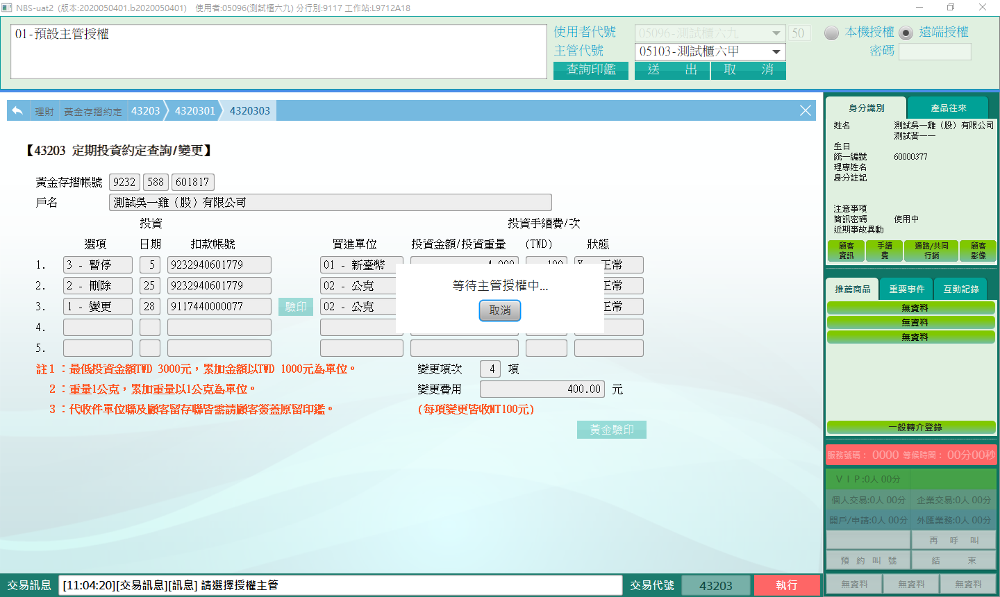 NBS-uat2 (版本:2020050401.b2020050401) 使用者:05096(測試櫃六九) 分行別:9117 工作站:L9712A18
01-預設主管授權
使用者代號 05096-測試櫃六九 50 本機授權 遠端授權
主管代號 05103-測試櫃六甲 密碼
查詢印鑑 送 出 取 消
理財 黃金存摺約定 43203 4320301 4320303
【43203 定期投資約定查詢/變更】
黃金存摺帳號 9232 588 601817
戶名 測試吳一雞（股）有限公司
投資 投資手續費/次
選項 日期 扣款帳號 買進單位 投資金額/投資重量 (TWD) 狀態
1. 3 - 暫停 5 9232940601779 01 - 新臺幣 正常
2. 2 - 刪除 25 9232940601779 02 - 公克 正常
3. 1 - 變更 28 9117440000077 驗印 02 - 公克 正常
4.
5.
等待主管授權中...
取消
註1：最低投資金額TWD 3000元，累加金額以TWD 1000元為單位。 變更項次 4 項
2：重量1公克，累加重量以1公克為單位。 變更費用 400.00 元
3：代收件單位聯及顧客留存聯皆需請顧客簽蓋原留印鑑。 (每項變更皆收NT100元)
黃金驗印
交易訊息 [11:04:20][交易訊息][訊息] 請選擇授權主管 交易代號 43203 執行
身分識別 產品往來
姓名 測試吳一雞（股）有限公司
測試黃一一
生日
統一編號 60000377
理專姓名
身分註記
注意事項
簡訊密碼 使用中
近期事故異動
顧客資訊 手續費 通路/共同行銷 顧客影像
推薦商品 重要事件 互動記錄
無資料
無資料
無資料
一般轉介登錄
服務號碼： 0000 等候時間： 00分00秒
ＶＩＰ:0人 00分
個人交易:0人 00分 企業交易:0人 00分
開戶/申請:0人 00分 外匯業務:0人 00分
再 呼 叫
預 約 叫 號 結 束
無資料 無資料 無資料